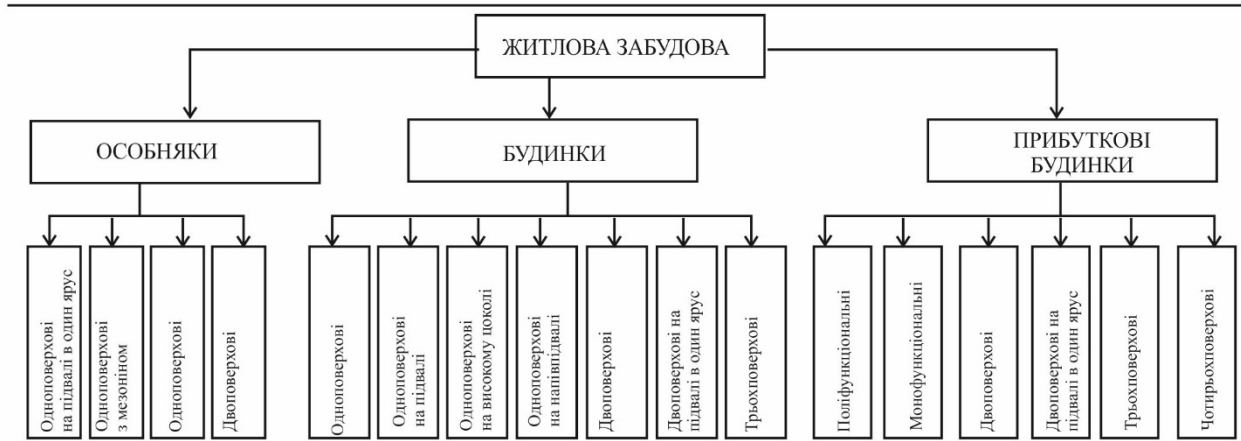 ЖИТЛОВА ЗАБУДОВА
ОСОБНЯКИ
БУДИНКИ
ПРИБУТКОВІ
БУДИНКИ
Одноповерхові
на підвалі в один ярус
Одноповерхові
з мезоніном
Одноповерхові
Двоповерхові
Одноповерхові
Одноповерхові
на підвалі
Одноповерхові
на високому цоколі
Одноповерхові
на напівпідвалі
Двоповерхові
Двоповерхові на
підвалі в один ярус
Трьохповерхові
Поліфункціональні
Монофункціональні
Двоповерхові
Двоповерхові на
підвалі в один ярус
Трьохповерхові
Чотирьохповерхові